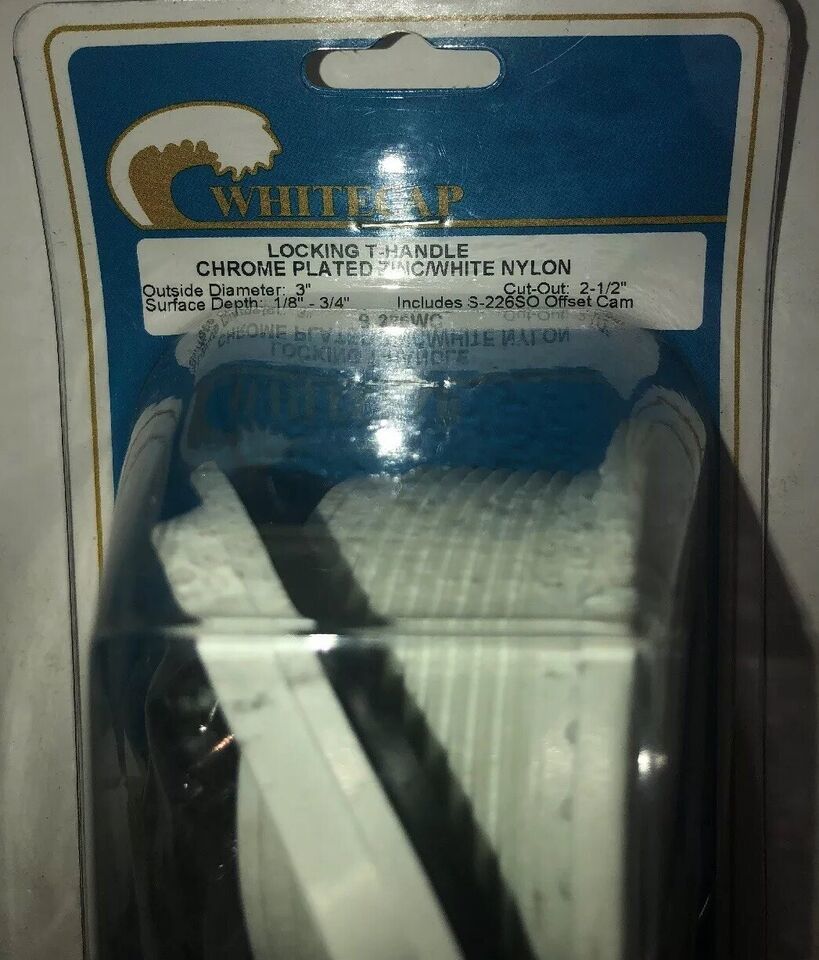 WHITECAP
LOCKING T-HANDLE
CHROME PLATED ZINC/WHITE NYLON
Outside Diameter: 3" Cut-Out: 2-1/2"
Surface Depth: 1/8" - 3/4" Includes S-226SO Offset Cam